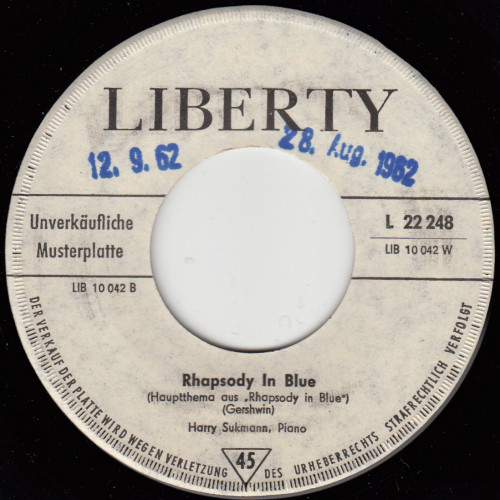 LIBERTY
12. 9. 62
28. Aug. 1962
Unverkäufliche
Musterplatte
L 22 248
LIB 10 042 W
LIB 10 042 B
Rhapsody In Blue
(Hauptthema aus „Rhapsody in Blue")
(Gershwin)
Harry Sukmann, Piano
DER VERKAUF DER PLATTE WIRD WEGEN VERLETZUNG DES URHEBERRECHTS STRAFRECHTLICH VERFOLGT
45